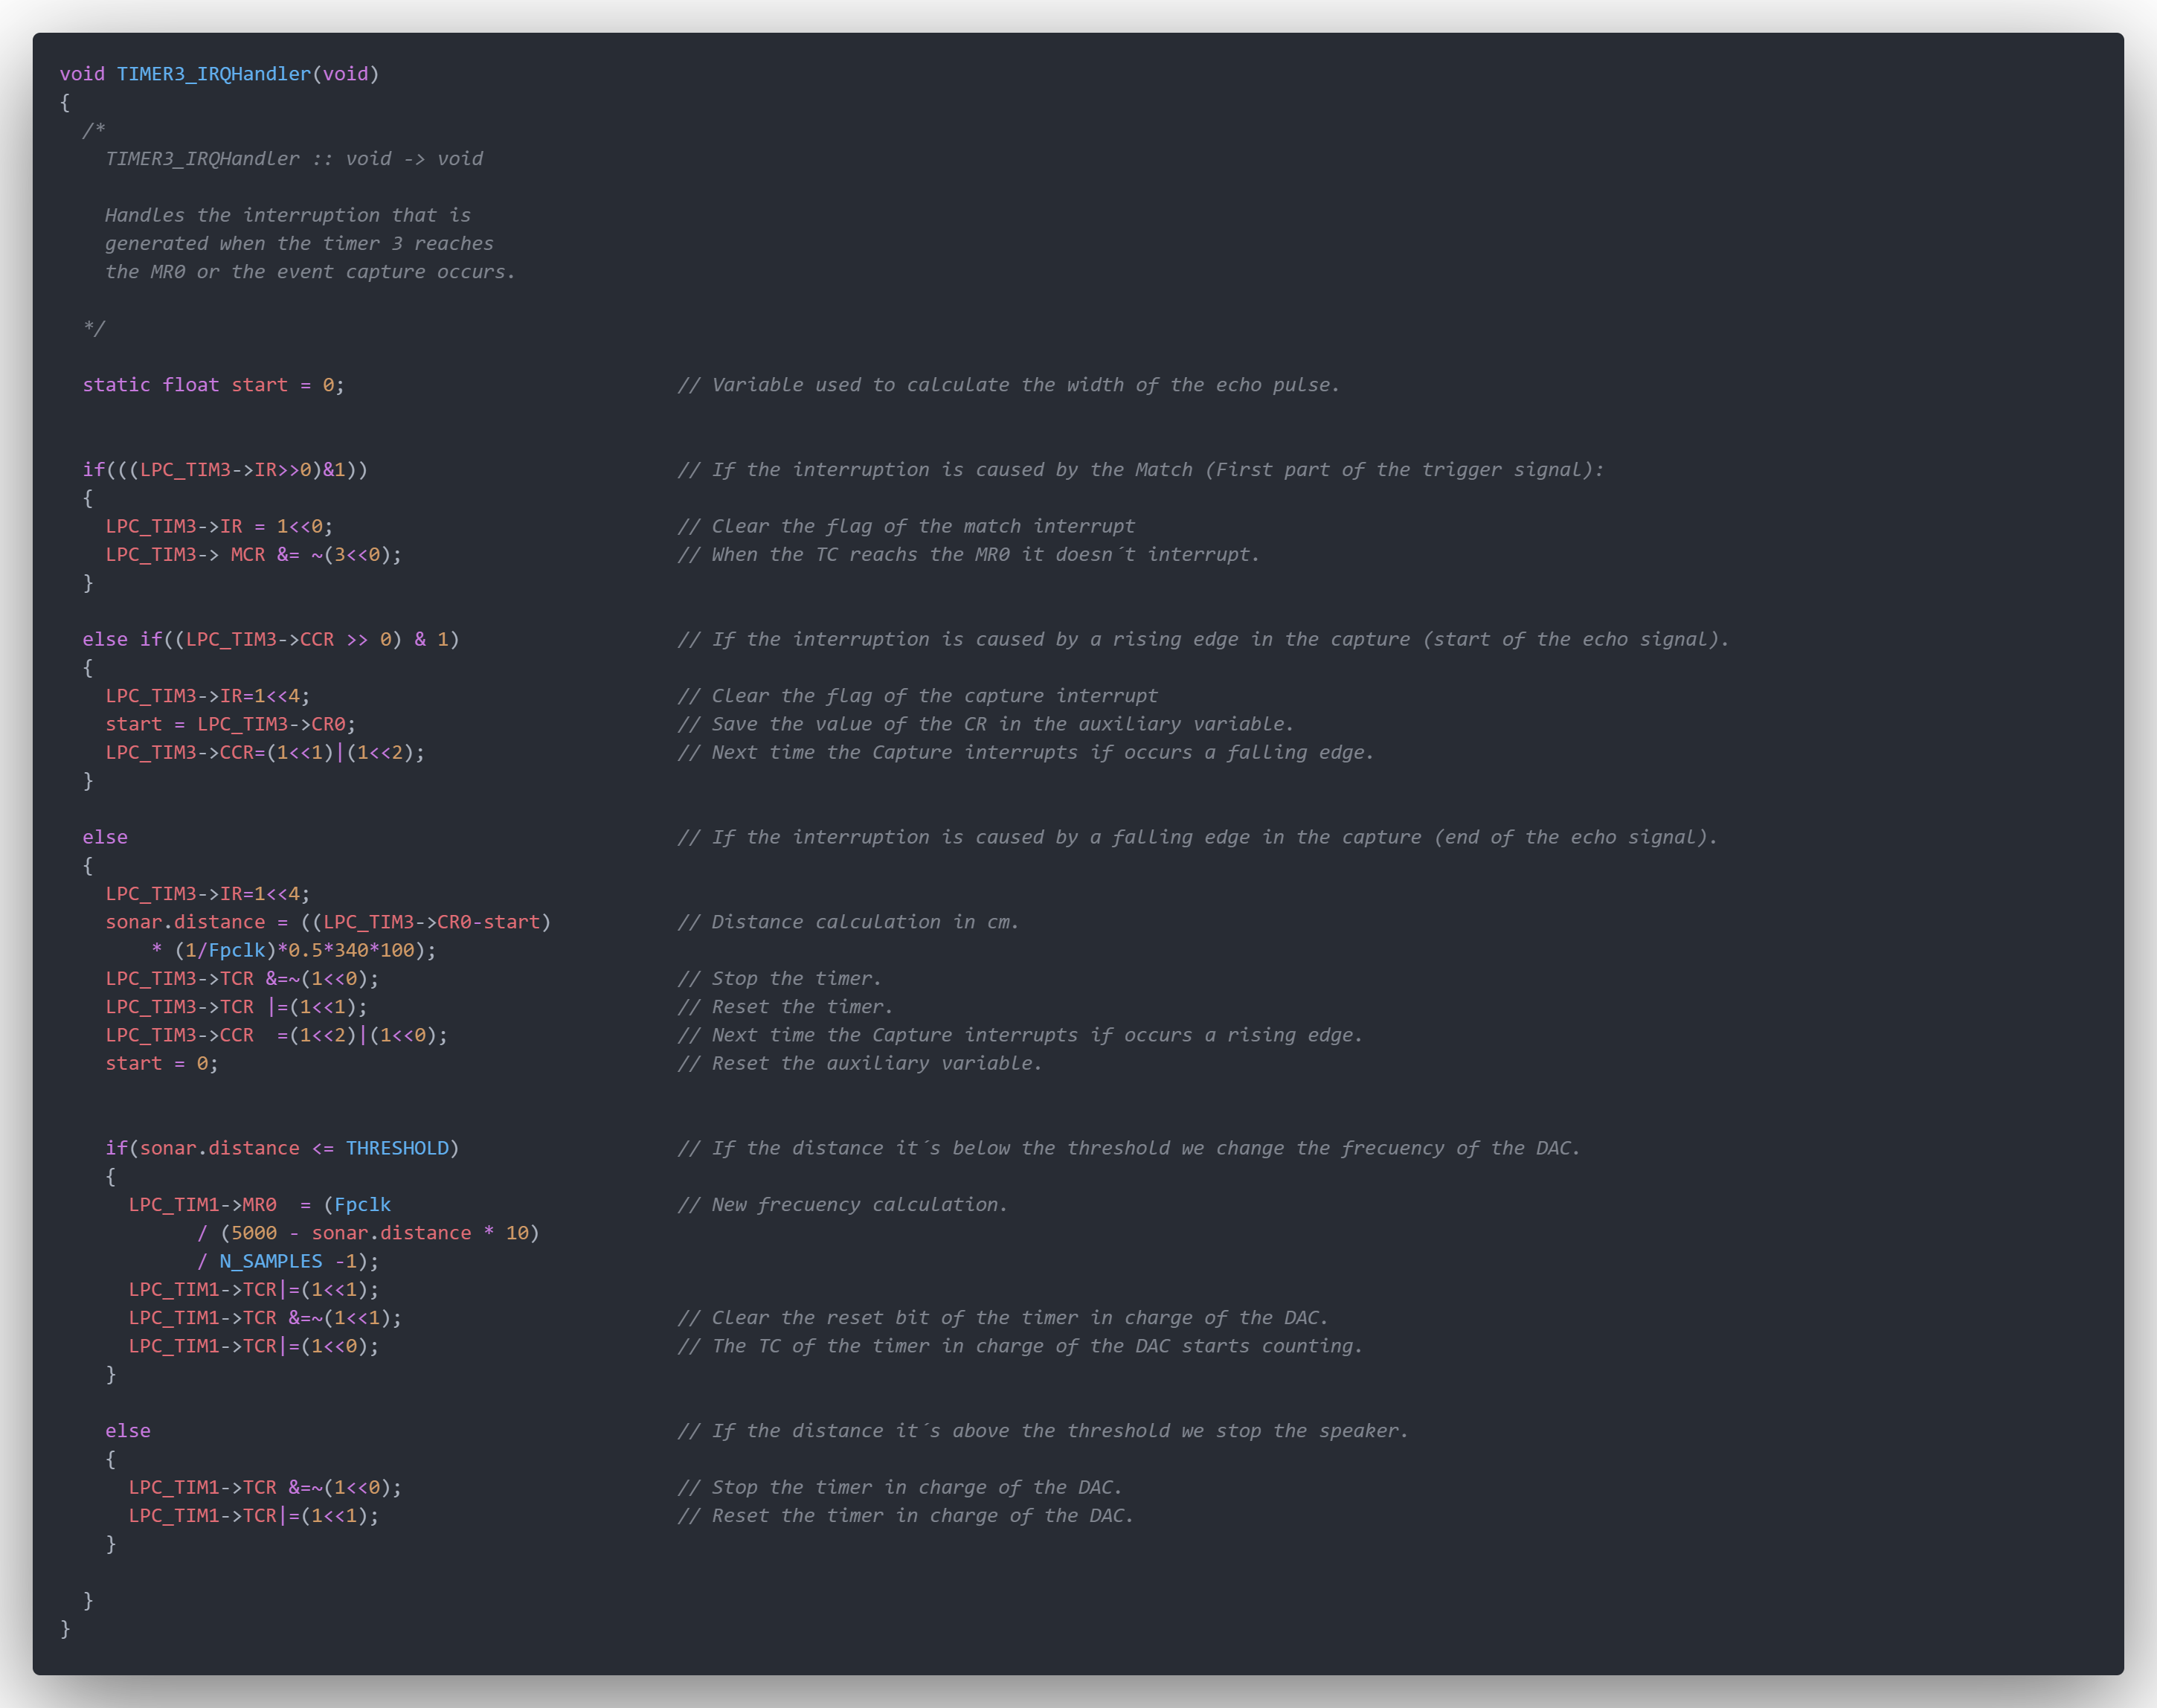 void TIMER3_IRQHandler(void)
{
  /*
    TIMER3_IRQHandler :: void -> void

    Handles the interruption that is
    generated when the timer 3 reaches
    the MR0 or the event capture occurs.

  */

  static float start = 0;                             // Variable used to calculate the width of the echo pulse.


  if(((LPC_TIM3->IR>>0)&1))                           // If the interruption is caused by the Match (First part of the trigger signal):
  {
    LPC_TIM3->IR = 1<<0;                              // Clear the flag of the match interrupt
    LPC_TIM3-> MCR &= ~(3<<0);                        // When the TC reachs the MR0 it doesn´t interrupt.
  }

  else if((LPC_TIM3->CCR >> 0) & 1)                   // If the interruption is caused by a rising edge in the capture (start of the echo signal).
  {
    LPC_TIM3->IR=1<<4;                                // Clear the flag of the capture interrupt
    start = LPC_TIM3->CR0;                            // Save the value of the CR in the auxiliary variable.
    LPC_TIM3->CCR=(1<<1)|(1<<2);                      // Next time the Capture interrupts if occurs a falling edge.
  }

  else                                                // If the interruption is caused by a falling edge in the capture (end of the echo signal).
  {
    LPC_TIM3->IR=1<<4;
    sonar.distance = ((LPC_TIM3->CR0-start)           // Distance calculation in cm.
        * (1/Fpclk)*0.5*340*100);
    LPC_TIM3->TCR &=~(1<<0);                          // Stop the timer.
    LPC_TIM3->TCR |=(1<<1);                           // Reset the timer.
    LPC_TIM3->CCR  =(1<<2)|(1<<0);                    // Next time the Capture interrupts if occurs a rising edge.
    start = 0;                                        // Reset the auxiliary variable.


    if(sonar.distance <= THRESHOLD)                   // If the distance it´s below the threshold we change the frecuency of the DAC.
    {
      LPC_TIM1->MR0  = (Fpclk                         // New frecuency calculation.
            / (5000 - sonar.distance * 10)
            / N_SAMPLES -1);
      LPC_TIM1->TCR|=(1<<1);
      LPC_TIM1->TCR &=~(1<<1);                        // Clear the reset bit of the timer in charge of the DAC.
      LPC_TIM1->TCR|=(1<<0);                          // The TC of the timer in charge of the DAC starts counting.
    }

    else                                              // If the distance it´s above the threshold we stop the speaker.
    {
      LPC_TIM1->TCR &=~(1<<0);                        // Stop the timer in charge of the DAC.
      LPC_TIM1->TCR|=(1<<1);                          // Reset the timer in charge of the DAC.
    }

  }
}